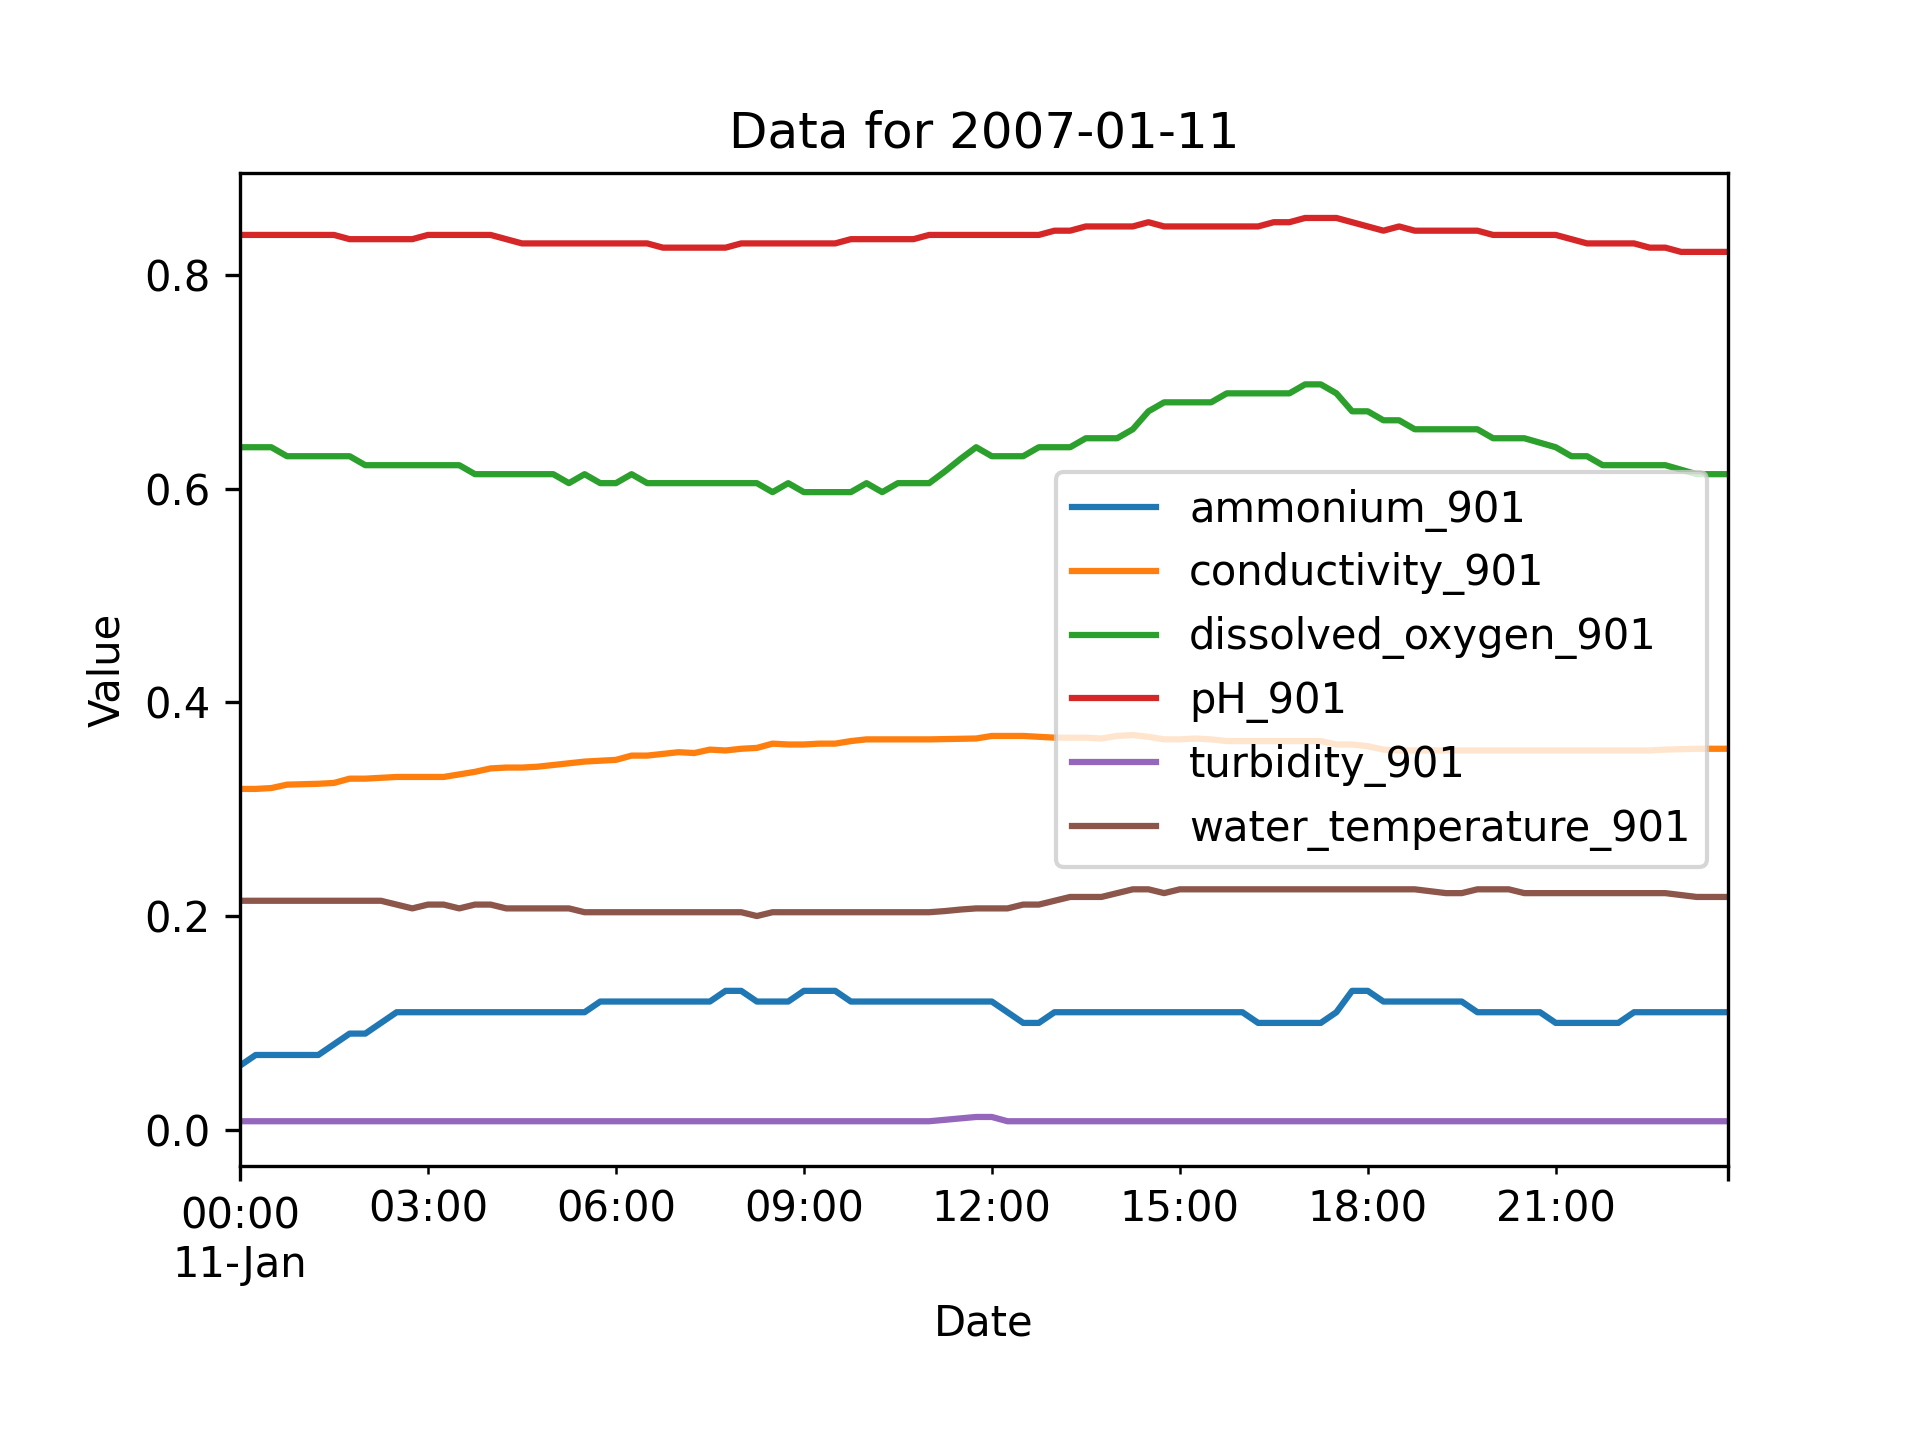 Data for 2007-01-11
Value
0.8
0.6
0.4
0.2
0.0
ammonium_901
conductivity_901
dissolved_oxygen_901
pH_901
turbidity_901
water_temperature_901
00:00 03:00 06:00 09:00 12:00 15:00 18:00 21:00
11-Jan
Date